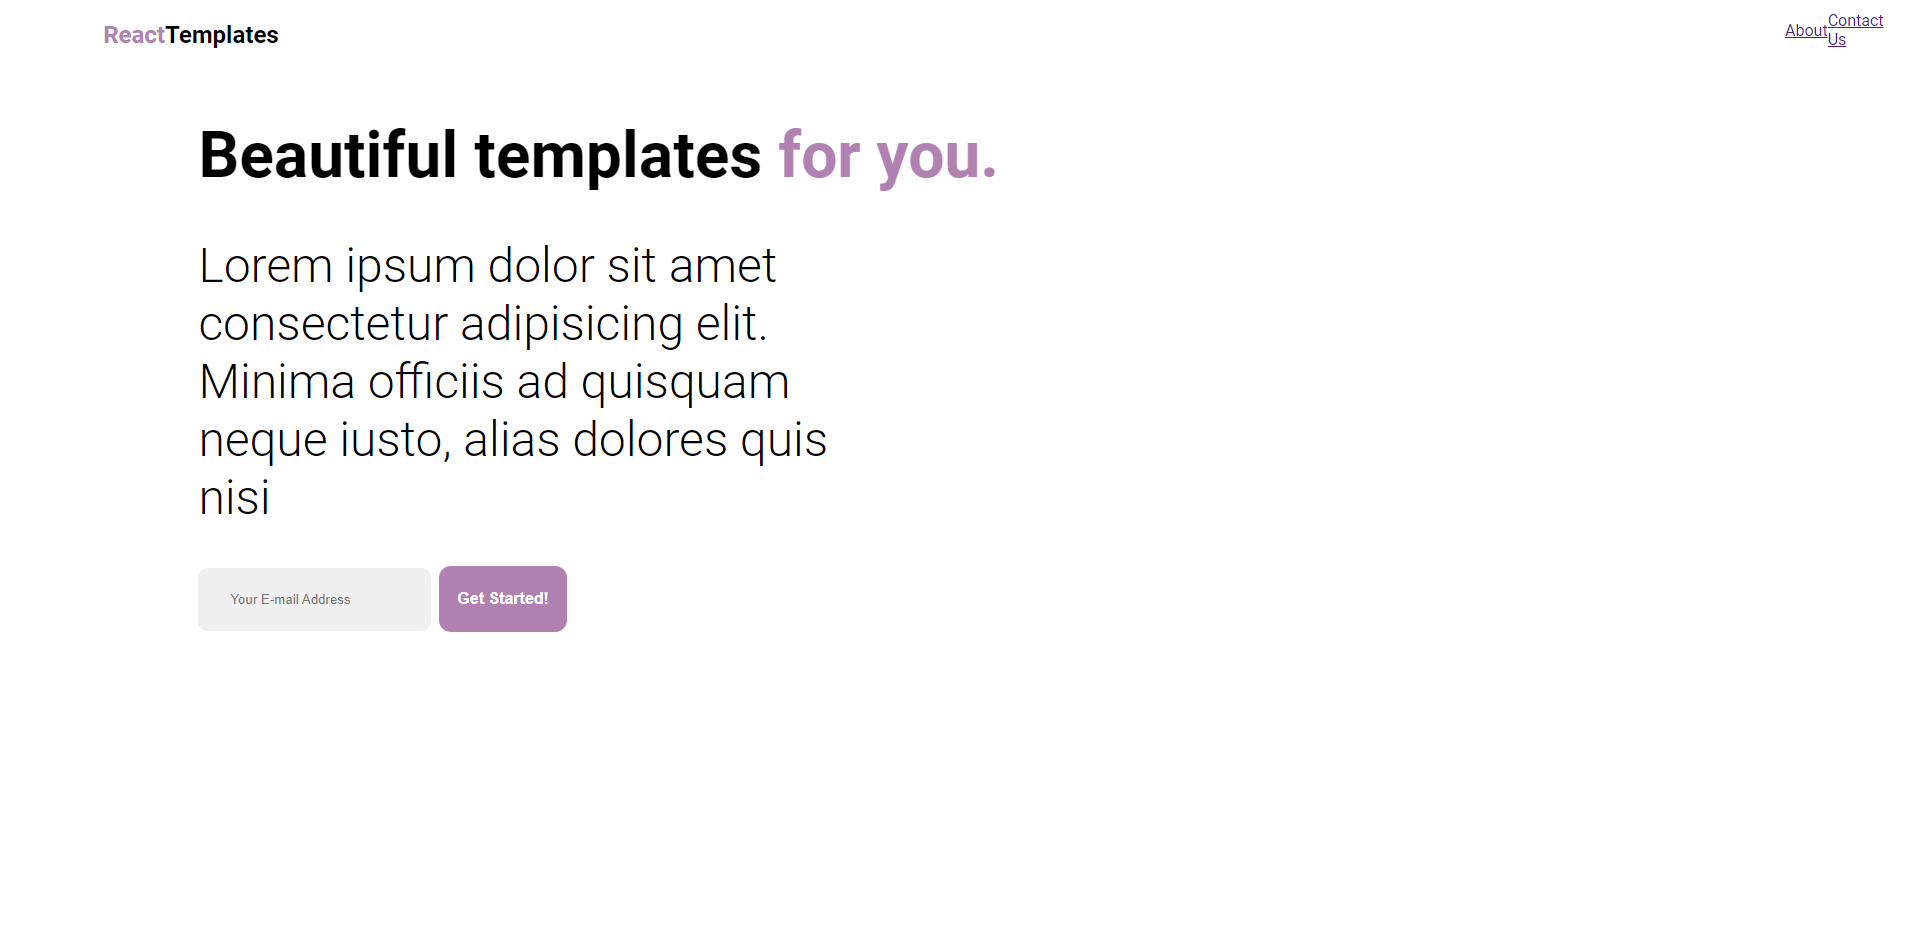 ReactTemplates
About
Contact
Us
Beautiful templates for you.
Lorem ipsum dolor sit amet
consectetur adipisicing elit.
Minima officiis ad quisquam
neque iusto, alias dolores quis
nisi
Your E-mail Address
Get Started!